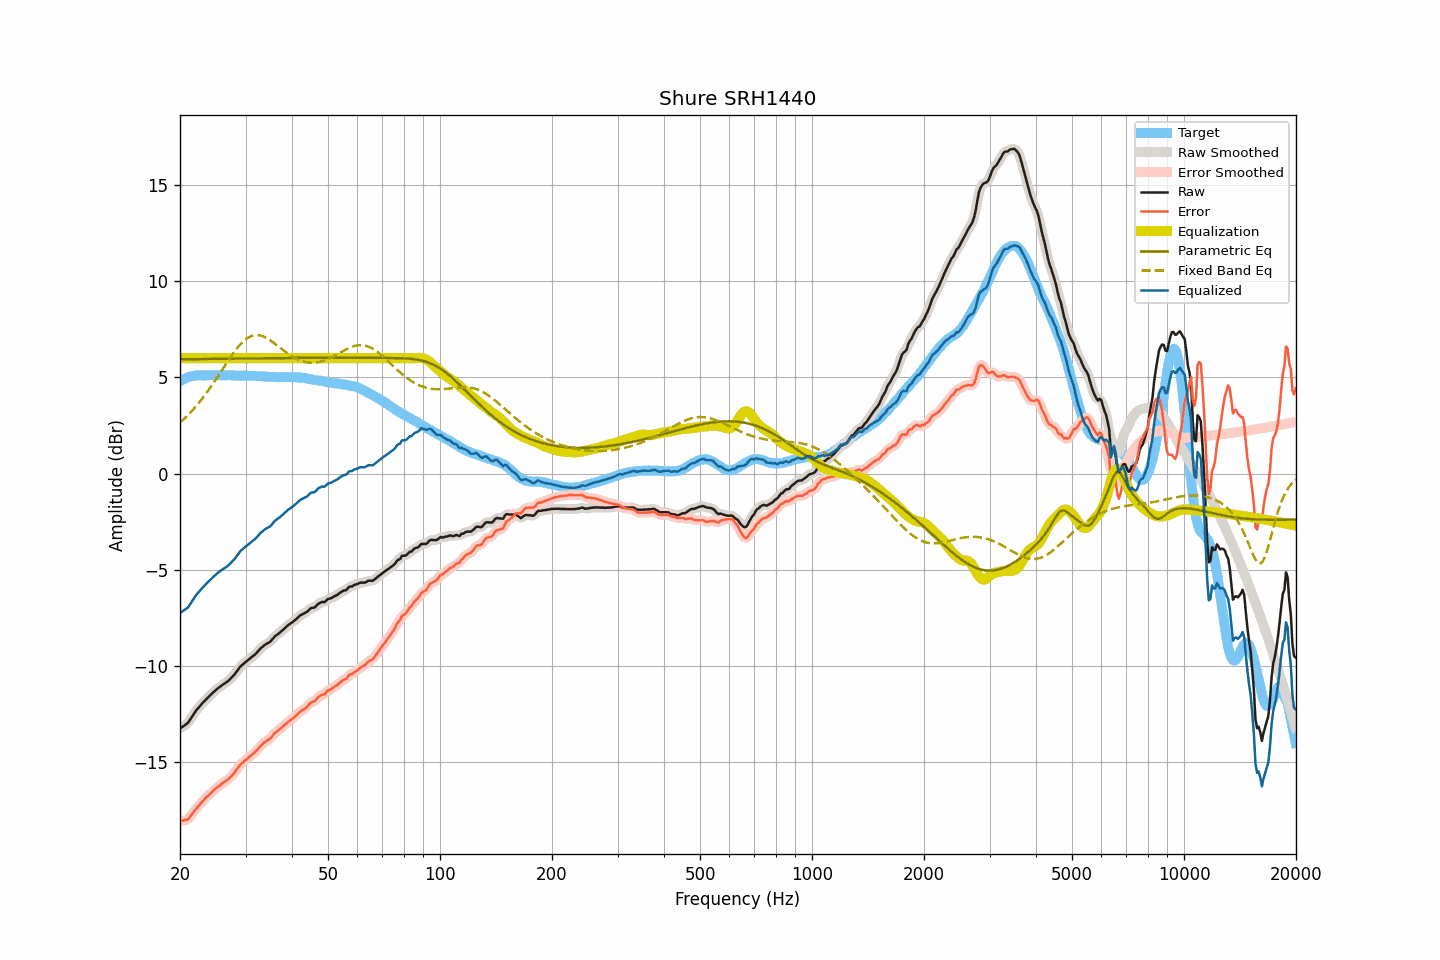 Shure SRH1440
Target
Raw Smoothed
Error Smoothed
Raw
Error
Equalization
Parametric Eq
Fixed Band Eq
Equalized
15
10
5
0
−5
−10
−15
Amplitude (dBr)
20 50 100 200 500 1000 2000 5000 10000 20000
Frequency (Hz)